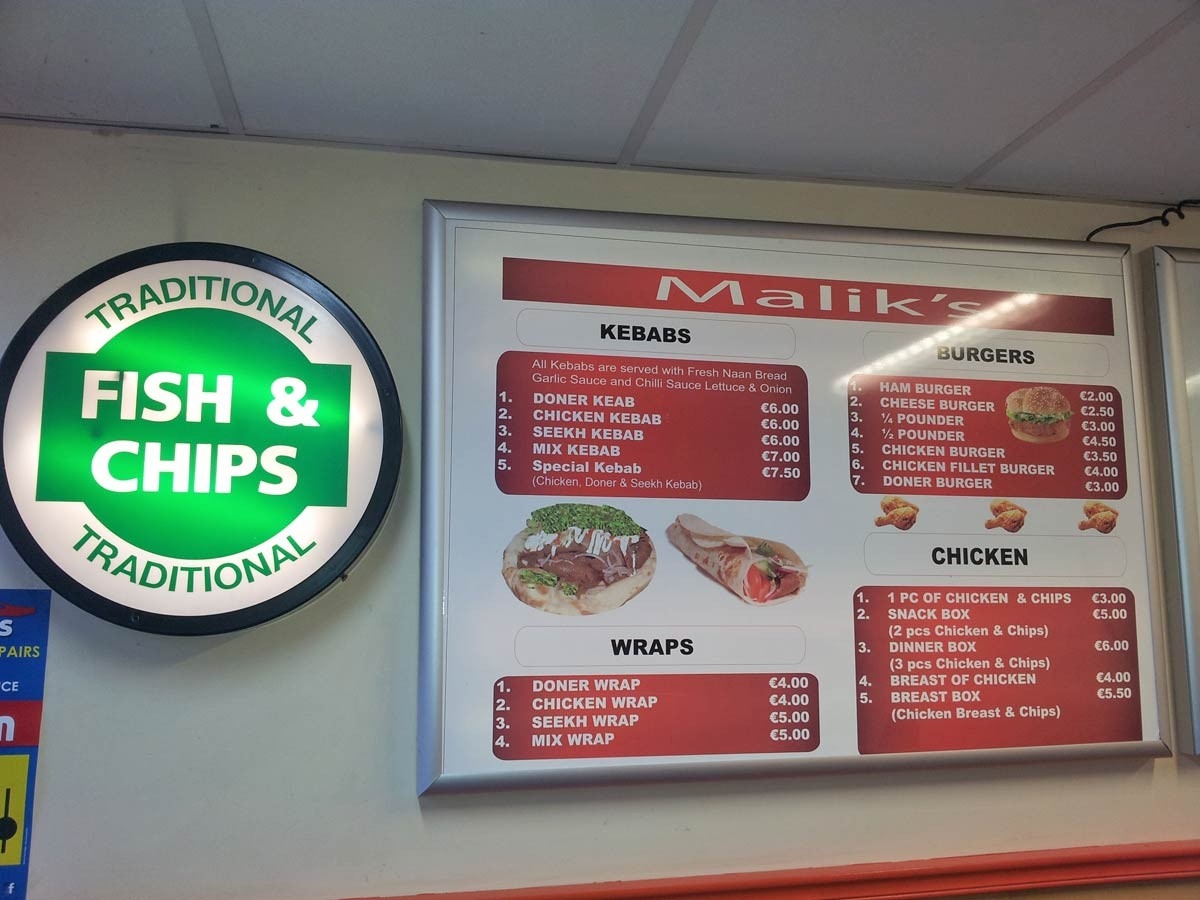 TRADITIONAL
FISH &
CHIPS
TRADITIONAL
S
PAIRS
CE
n
f
Malik's
KEBABS
All Kebabs are served with Fresh Naan Bread
Garlic Sauce and Chilli Sauce Lettuce & Onion
1. DONER KEAB €6.00
2. CHICKEN KEBAB €6.00
3. SEEKH KEBAB €6.00
4. MIX KEBAB €7.00
5. Special Kebab €7.50
(Chicken, Doner & Seekh Kebab)
WRAPS
1. DONER WRAP €4.00
2. CHICKEN WRAP €4.00
3. SEEKH WRAP €5.00
4. MIX WRAP €5.00
BURGERS
1. HAM BURGER €2.00
2. CHEESE BURGER €2.50
3. ¼ POUNDER €3.00
4. ½ POUNDER €4.50
5. CHICKEN BURGER €3.50
6. CHICKEN FILLET BURGER €4.00
7. DONER BURGER €3.00
CHICKEN
1. 1 PC OF CHICKEN & CHIPS €3.00
2. SNACK BOX €5.00
(2 pcs Chicken & Chips)
3. DINNER BOX €6.00
(3 pcs Chicken & Chips)
4. BREAST OF CHICKEN €4.00
5. BREAST BOX €5.50
(Chicken Breast & Chips)